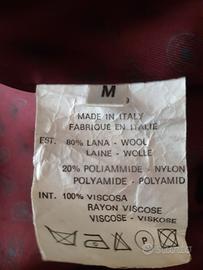 M
MADE IN ITALY
FABRIQUÉ EN ITALIE
EST. 80% LANA - WOOL
LAINE - WOLLE
20% POLIAMMIDE - NYLON
POLYAMIDE - POLYAMID
INT. 100% VISCOSA
RAYON VISCOSE
VISCOSE - VISKOSE
P